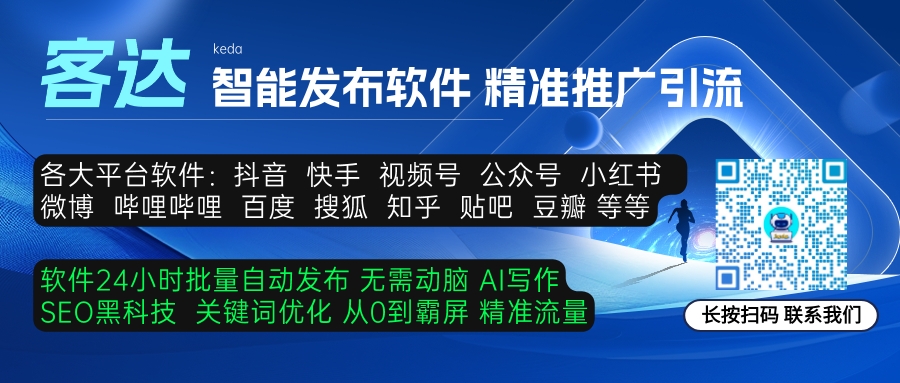 客达
keda
智能发布软件 精准推广引流
各大平台软件：抖音 快手 视频号 公众号 小红书
微博 哔哩哔哩 百度 搜狐 知乎 贴吧 豆瓣 等等
软件24小时批量自动发布 无需动脑 AI写作
SEO黑科技 关键词优化 从0到霸屏 精准流量
长按扫码 联系我们